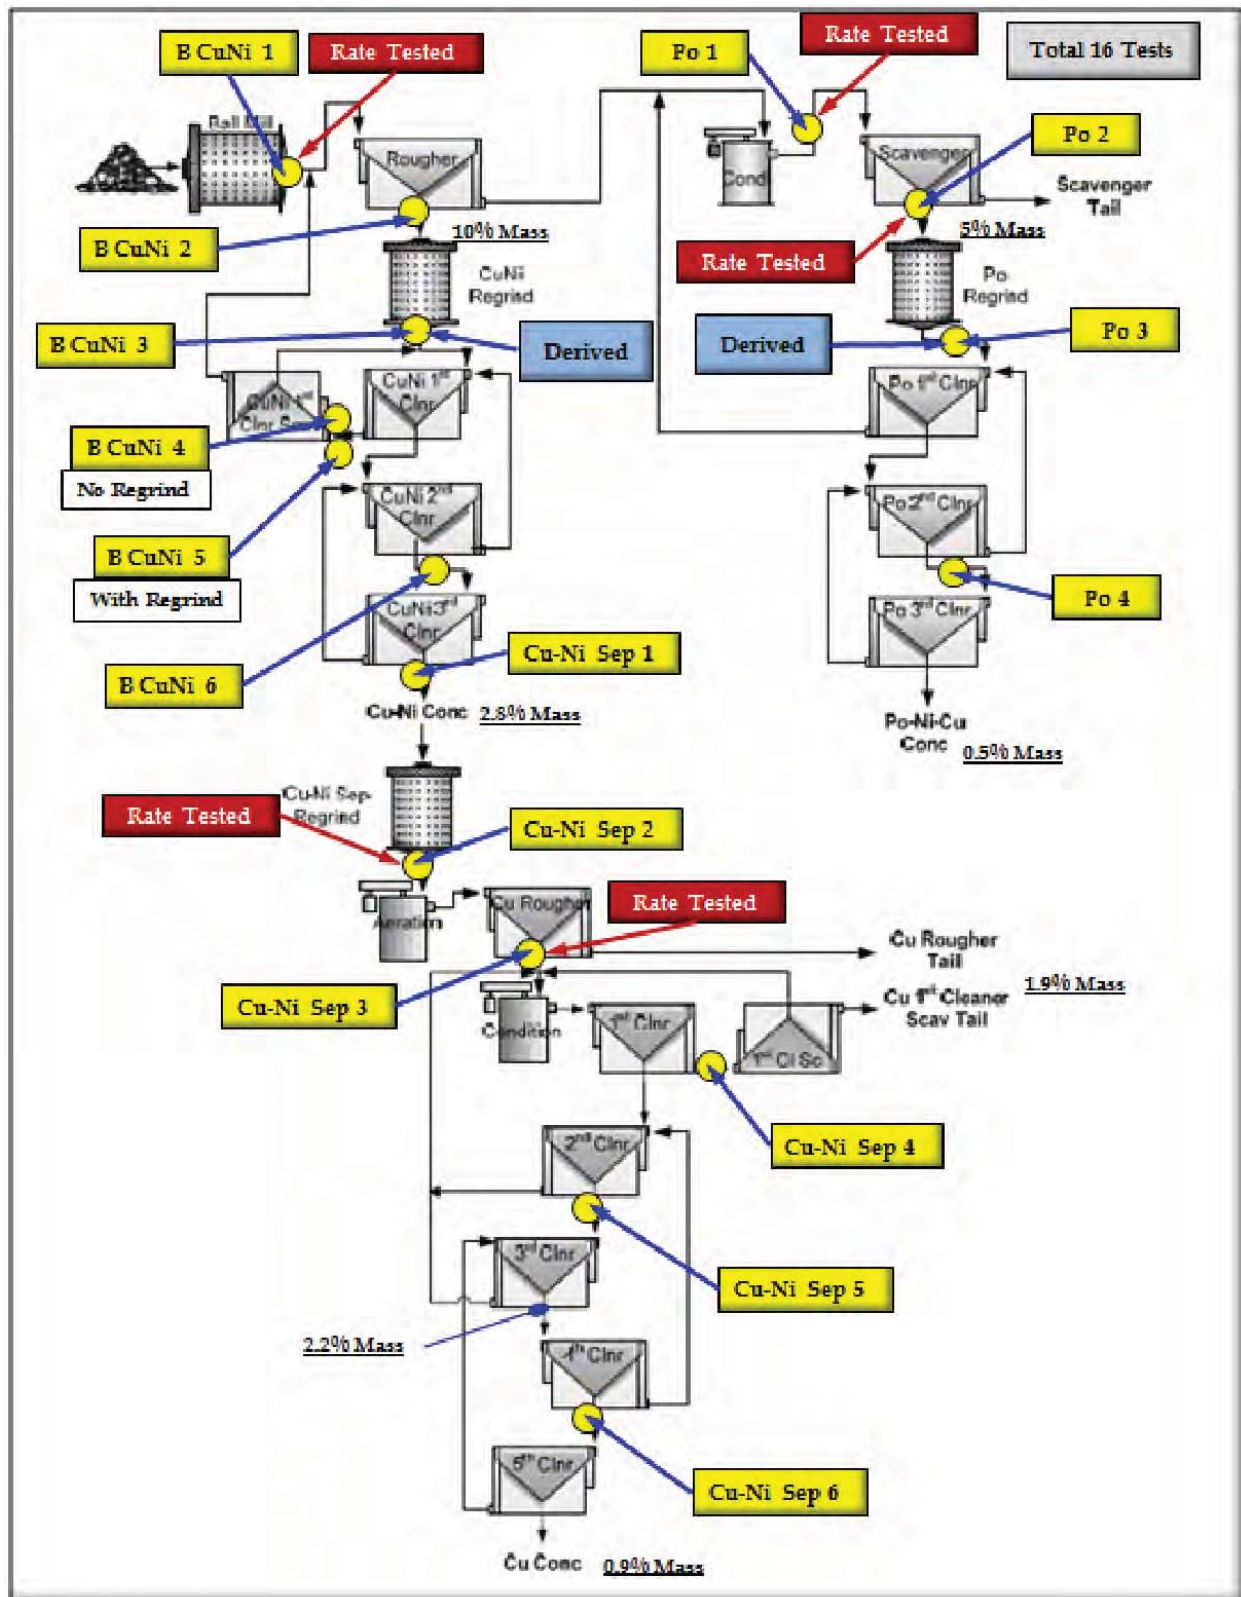 B CuNi 1
Rate Tested
Po 1
Rate Tested
Total 16 Tests
Ball Mill
Rougher
Cond
Scavenger
Po 2
Scavenger
Tail
B CuNi 2
10% Mass
Rate Tested
5% Mass
CuNi
Regrind
Po
Regrind
B CuNi 3
Derived
Derived
Po 3
CuNi 1st
Clnr Sc
CuNi 1st
Clnr
Po 1st Clnr
B CuNi 4
No Regrind
CuNi 2nd
Clnr
Po 2nd Clnr
B CuNi 5
With Regrind
CuNi 3rd
Clnr
Po 3rd Clnr
Po 4
B CuNi 6
Cu-Ni Sep 1
Cu-Ni Conc
2.8% Mass
Po-Ni-Cu
Conc
0.5% Mass
Rate Tested
Cu-Ni Sep
Regrind
Cu-Ni Sep 2
Aeration
Cu Rougher
Rate Tested
Cu Rougher
Tail
1.9% Mass
Cu-Ni Sep 3
Condition
1st Clnr
1st Cl Sc
Cu 1st Cleaner
Scav Tail
2nd Clnr
Cu-Ni Sep 4
3rd Clnr
Cu-Ni Sep 5
2.2% Mass
4th Clnr
5th Clnr
Cu-Ni Sep 6
Cu Conc
0.9% Mass